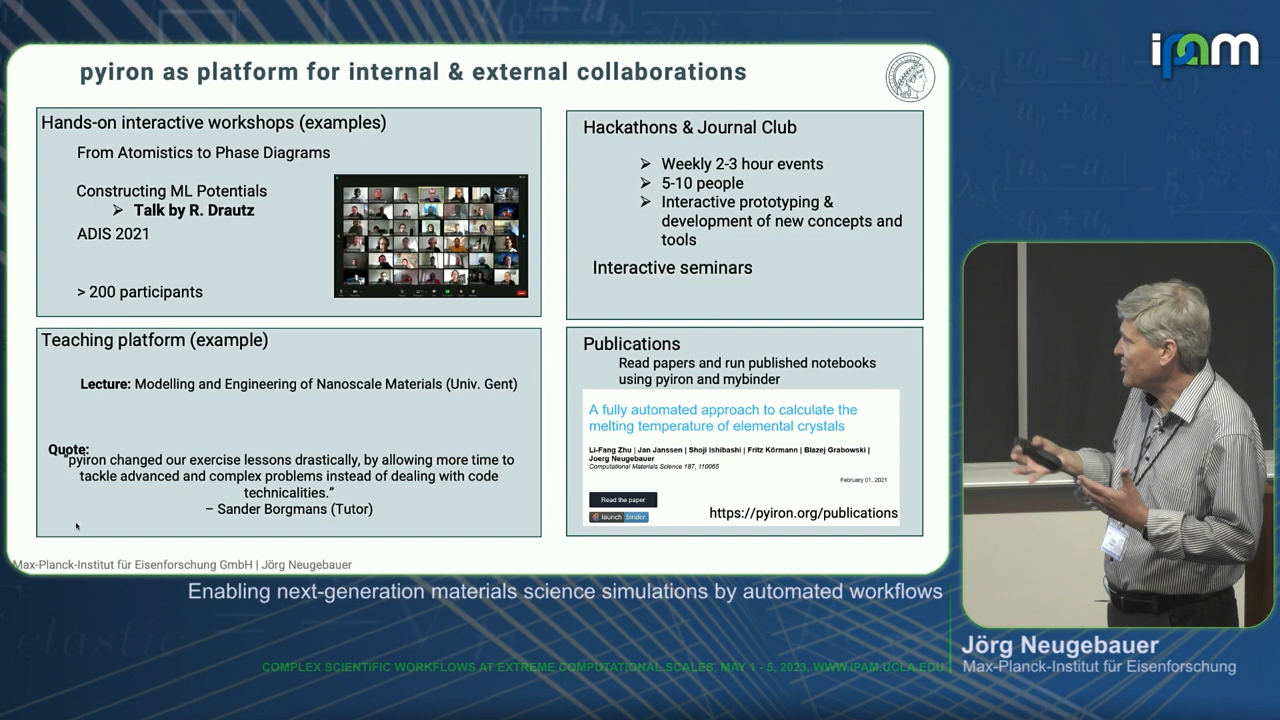 pyiron as platform for internal & external collaborations
ipam
Hands-on interactive workshops (examples)
From Atomistics to Phase Diagrams
Constructing ML Potentials
➢ Talk by R. Drautz
ADIS 2021
> 200 participants
Hackathons & Journal Club
➢ Weekly 2-3 hour events
➢ 5-10 people
➢ Interactive prototyping &
development of new concepts and
tools
Interactive seminars
Teaching platform (example)
Lecture: Modelling and Engineering of Nanoscale Materials (Univ. Gent)
Quote:
"pyiron changed our exercise lessons drastically, by allowing more time to
tackle advanced and complex problems instead of dealing with code
technicalities.”
– Sander Borgmans (Tutor)
Publications
Read papers and run published notebooks
using pyiron and mybinder
A fully automated approach to calculate the
melting temperature of elemental crystals
Li-Fang Zhu | Jan Janssen | Shoji Ishibashi | Fritz Körmann | Blazej Grabowski |
Joerg Neugebauer
Computational Materials Science 187, 110065
February 01, 2021
Read the paper
launch binder
https://pyiron.org/publications
Max-Planck-Institut für Eisenforschung GmbH | Jörg Neugebauer
Enabling next-generation materials science simulations by automated workflows
Jörg Neugebauer
Max-Planck-Institut für Eisenforschung
COMPLEX SCIENTIFIC WORKFLOWS AT EXTREME COMPUTATIONAL SCALES, MAY 1 - 5, 2023, WWW.IPAM.UCLA.EDU